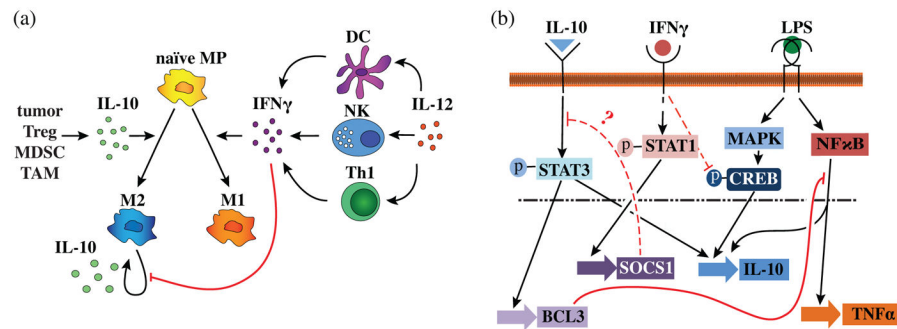 (a)
naïve MP
DC
tumor
Treg
MDSC
TAM
IL-10
IFNγ
NK
IL-12
Th1
M2
M1
IL-10
(b)
IL-10
IFNγ
LPS
?
p
STAT3
p
STAT1
MAPK
p
CREB
NFϰB
SOCS1
IL-10
BCL3
TNFα